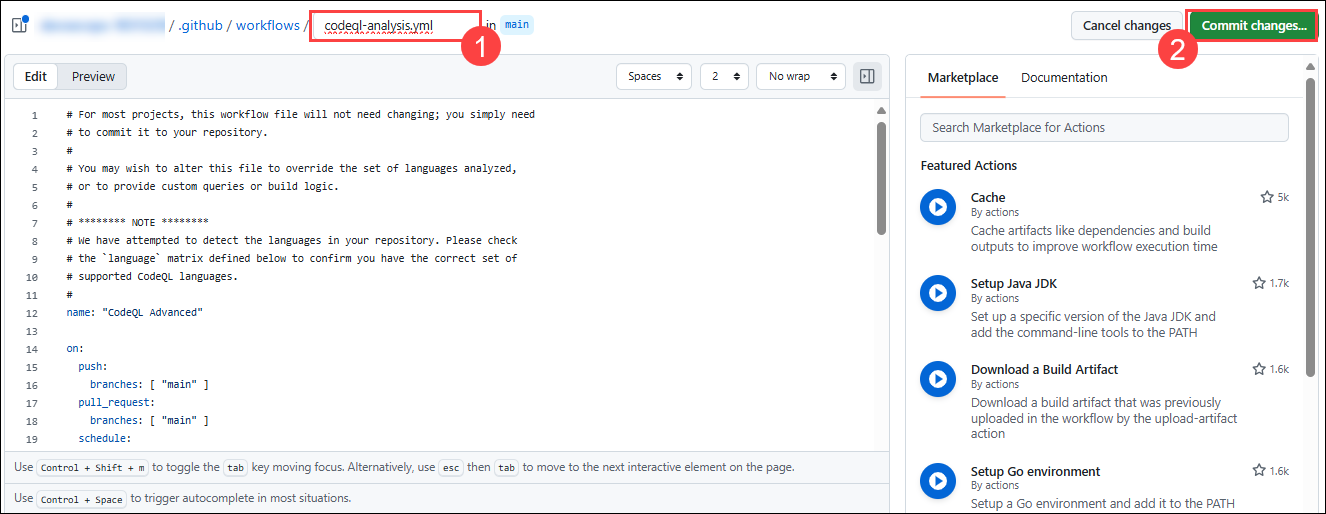 / .github / workflows / codeql-analysis.yml in main
Cancel changes
Commit changes...
1
2
Edit
Preview
Spaces
2
No wrap
1 # For most projects, this workflow file will not need changing; you simply need
2 # to commit it to your repository.
3 #
4 # You may wish to alter this file to override the set of languages analyzed,
5 # or to provide custom queries or build logic.
6 #
7 # ******** NOTE ********
8 # We have attempted to detect the languages in your repository. Please check
9 # the `language` matrix defined below to confirm you have the correct set of
10 # supported CodeQL languages.
11 #
12 name: "CodeQL Advanced"
13
14 on:
15 push:
16 branches: [ "main" ]
17 pull_request:
18 branches: [ "main" ]
19 schedule:
Use Control + Shift + m to toggle the tab key moving focus. Alternatively, use esc then tab to move to the next interactive element on the page.
Use Control + Space to trigger autocomplete in most situations.
Marketplace
Documentation
Search Marketplace for Actions
Featured Actions
Cache
5k
By actions
Cache artifacts like dependencies and build
outputs to improve workflow execution time
Setup Java JDK
1.7k
By actions
Set up a specific version of the Java JDK and
add the command-line tools to the PATH
Download a Build Artifact
1.6k
By actions
Download a build artifact that was previously
uploaded in the workflow by the upload-artifact
action
Setup Go environment
1.6k
By actions
Setup a Go environment and add it to the PATH